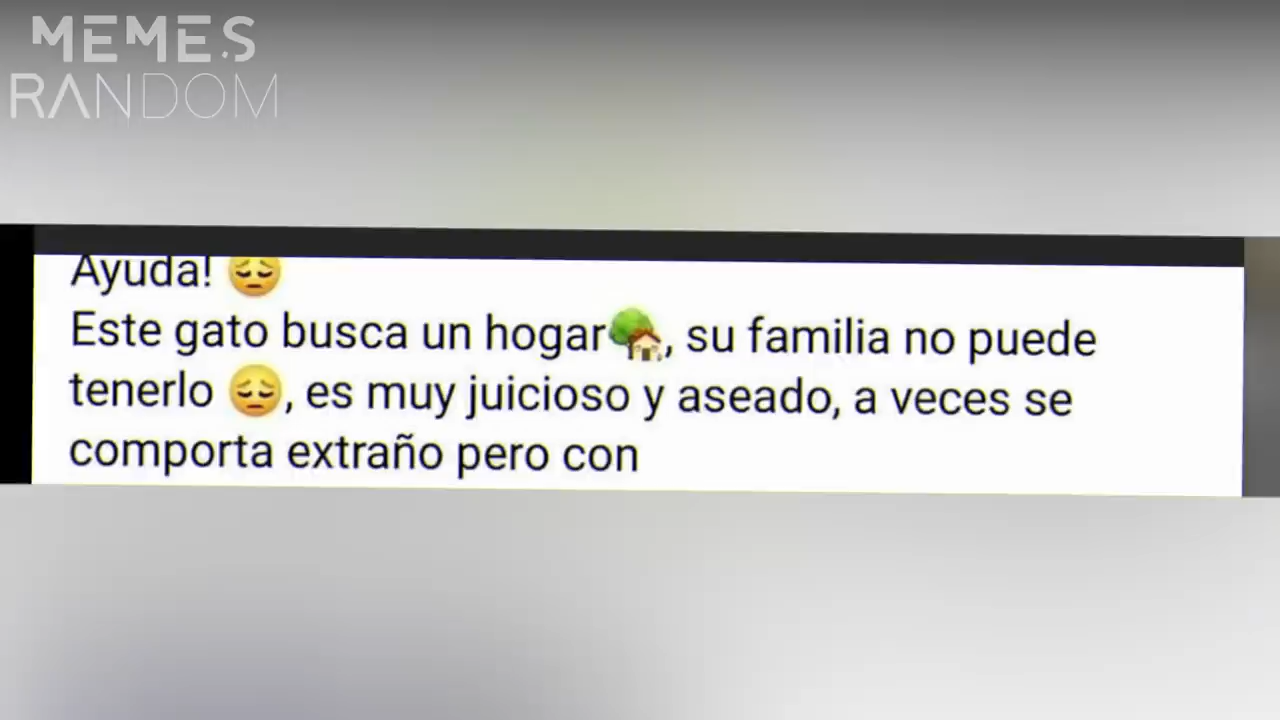 MEMES
RANDOM
Ayuda! 😔
Este gato busca un hogar🏡, su familia no puede
tenerlo 😔, es muy juicioso y aseado, a veces se
comporta extraño pero con